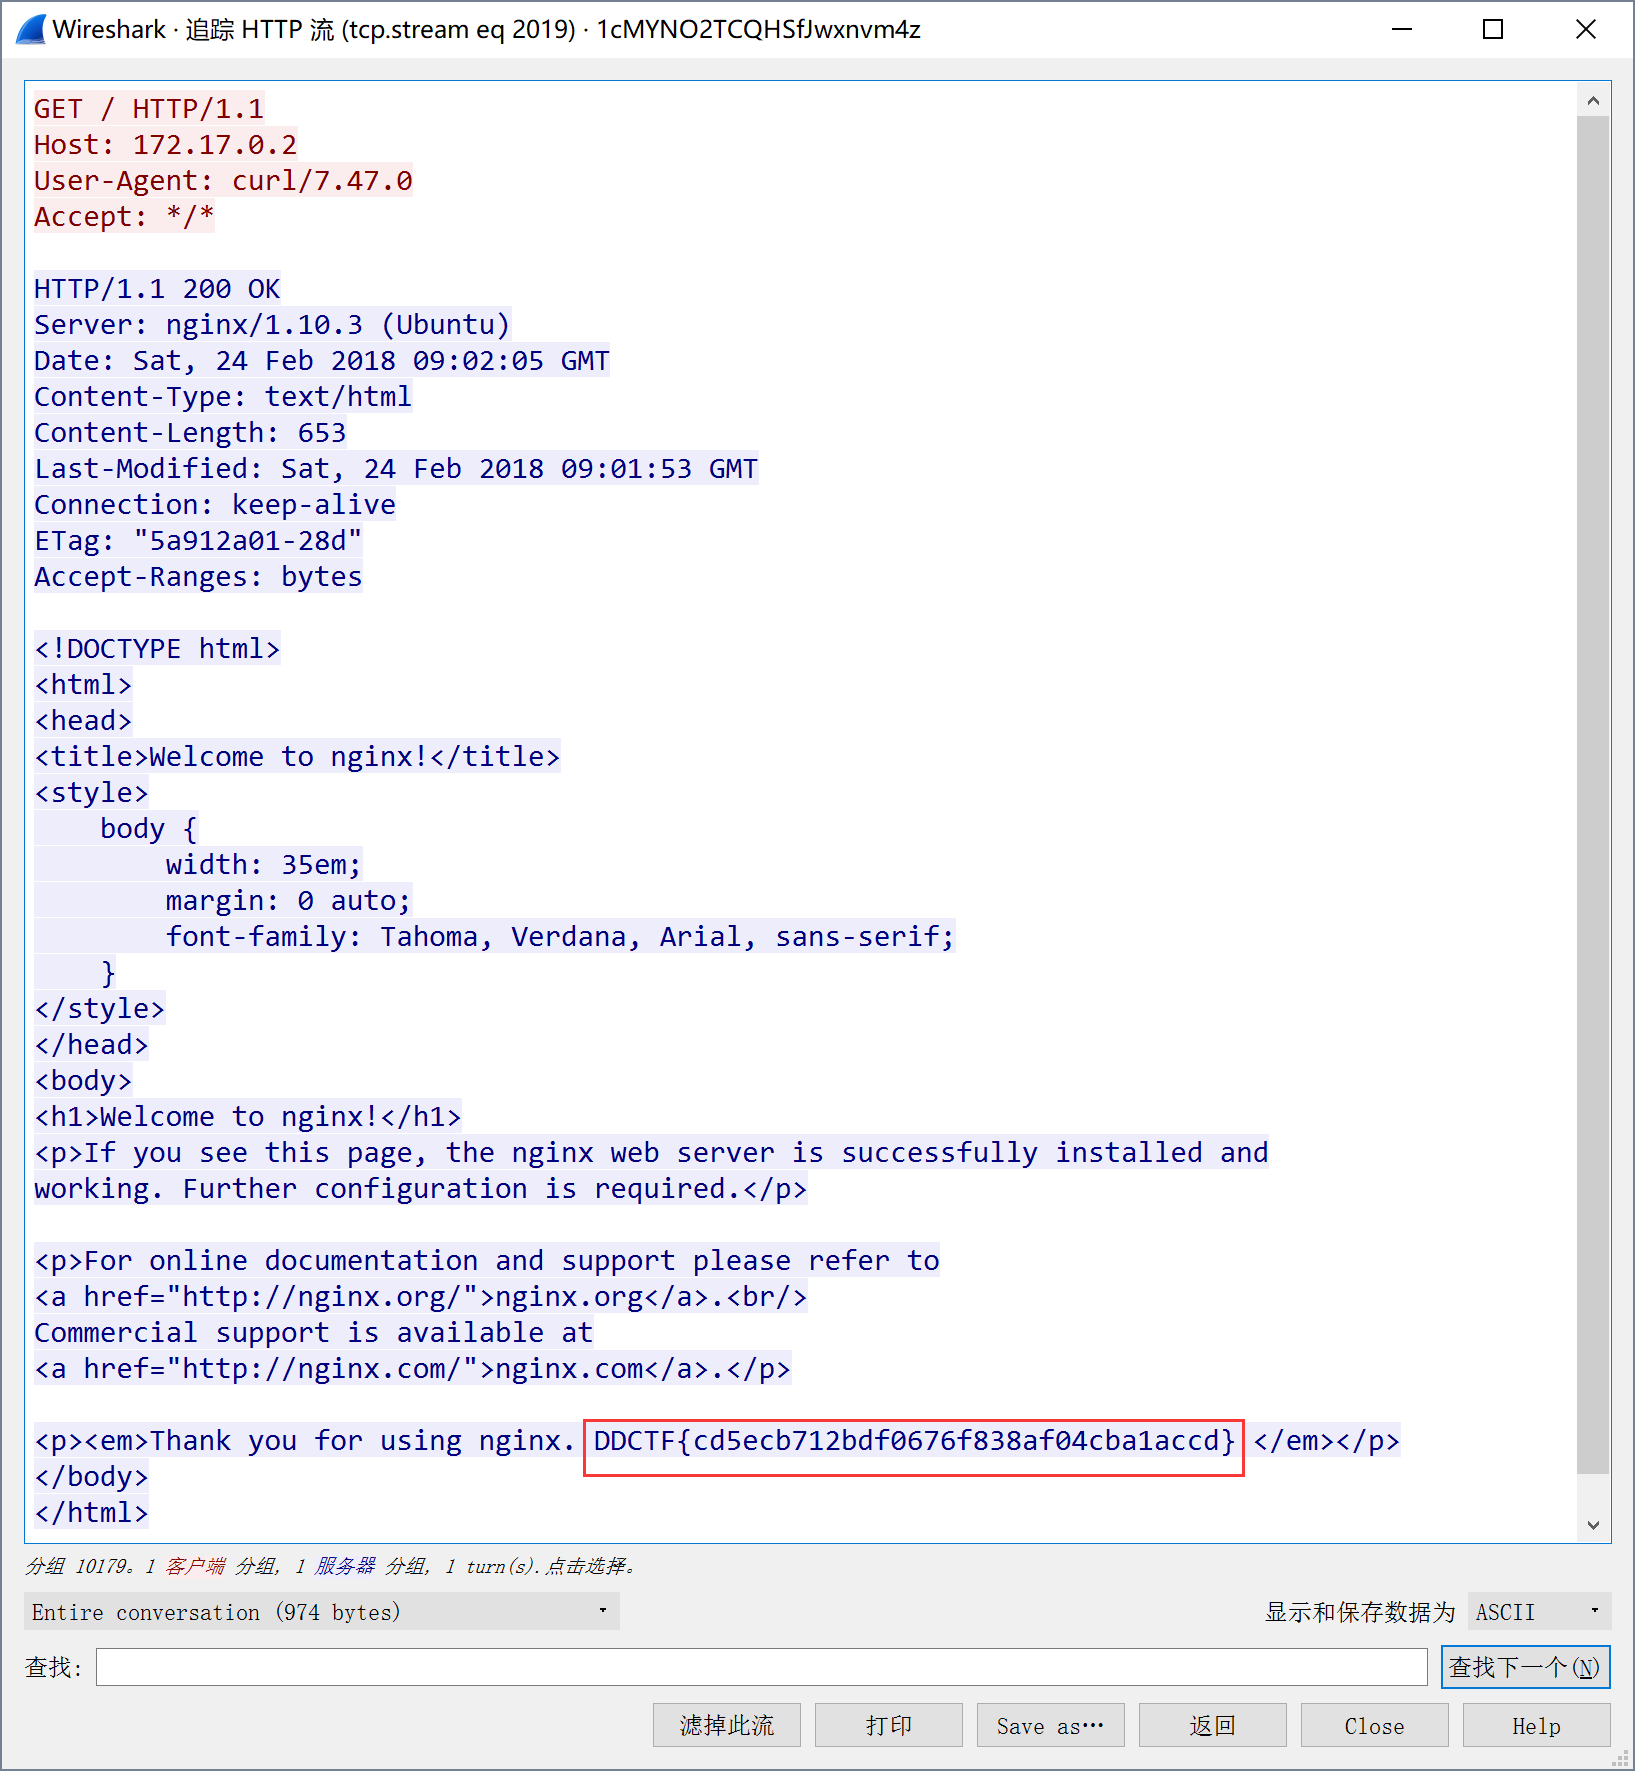 Wireshark · 追踪 HTTP 流 (tcp.stream eq 2019) · 1cMYNO2TCQHSfJwxnvm4z
GET / HTTP/1.1
Host: 172.17.0.2
User-Agent: curl/7.47.0
Accept: */*
HTTP/1.1 200 OK
Server: nginx/1.10.3 (Ubuntu)
Date: Sat, 24 Feb 2018 09:02:05 GMT
Content-Type: text/html
Content-Length: 653
Last-Modified: Sat, 24 Feb 2018 09:01:53 GMT
Connection: keep-alive
ETag: "5a912a01-28d"
Accept-Ranges: bytes
<!DOCTYPE html>
<html>
<head>
<title>Welcome to nginx!</title>
<style>
    body {
        width: 35em;
        margin: 0 auto;
        font-family: Tahoma, Verdana, Arial, sans-serif;
    }
</style>
</head>
<body>
<h1>Welcome to nginx!</h1>
<p>If you see this page, the nginx web server is successfully installed and
working. Further configuration is required.</p>
<p>For online documentation and support please refer to
<a href="http://nginx.org/">nginx.org</a>.<br/>
Commercial support is available at
<a href="http://nginx.com/">nginx.com</a>.</p>
<p><em>Thank you for using nginx. DDCTF{cd5ecb712bdf0676f838af04cba1accd} </em></p>
</body>
</html>
分组 10179。1 客户端 分组, 1 服务器 分组, 1 turn(s).点击选择。
Entire conversation (974 bytes)
显示和保存数据为 ASCII
查找:
查找下一个(N)
滤掉此流 打印 Save as… 返回 Close Help